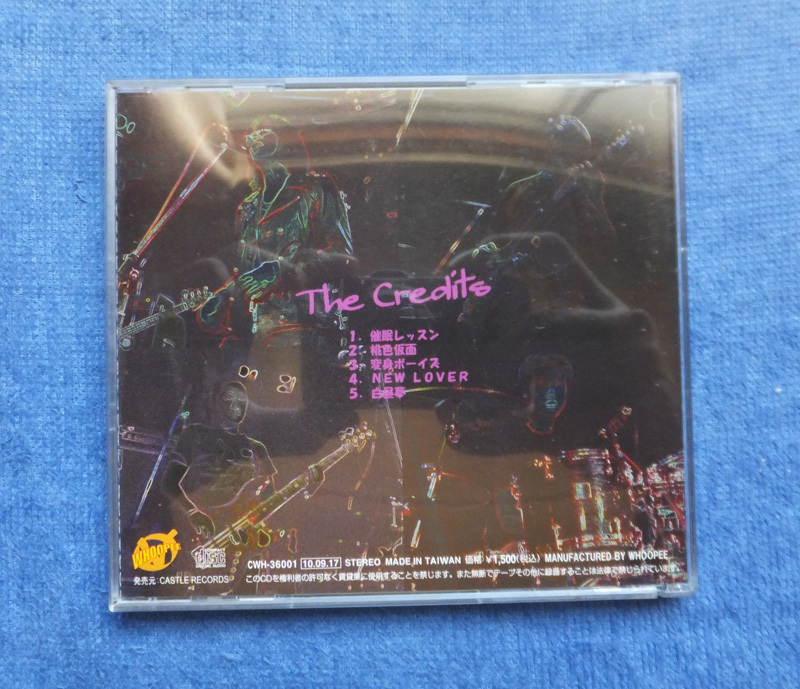 The Credits
1. 催眠レッスン
2. 桃色仮面
3. 変身ボーイズ
4. NEW LOVER
5. 白昼夢
WHOOPEE
COMPACT
DISC
DIGITAL AUDIO
CWH-36001 10.09.17 STEREO MADE IN TAIWAN 価格 ¥1,500(税込) MANUFACTURED BY WHOOPEE
発売元:CASTLE RECORDS このCDを権利者の許可なく賃貸業に使用することを禁じます。また無断でテープその他に録音することは法律で禁じられています。